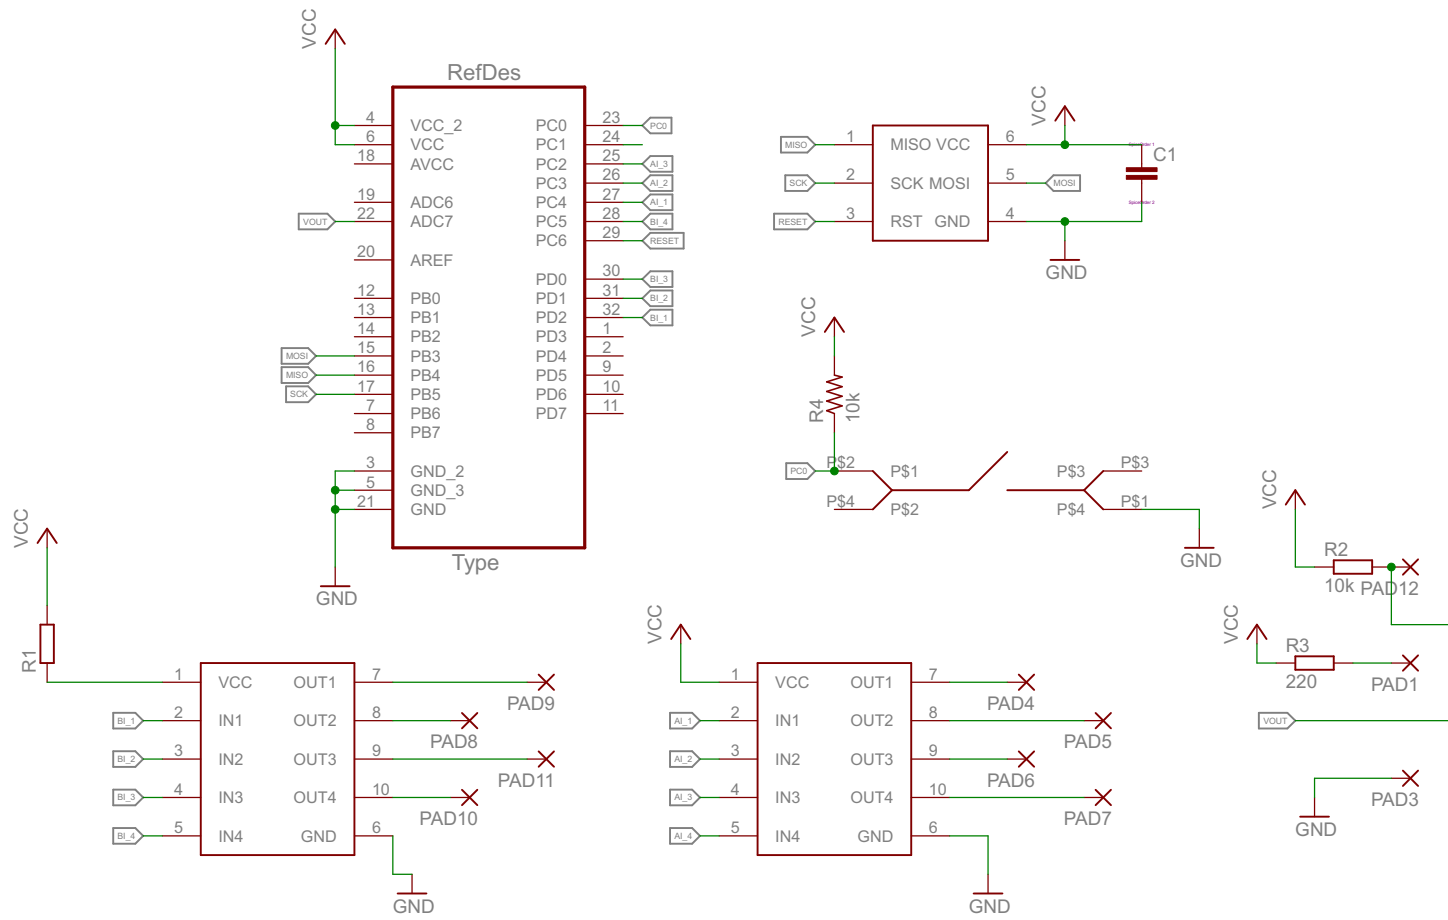 VCC
RefDes
4 VCC_2 PC0 23 PC0
6 VCC PC1 24
18 AVCC PC2 25 AI_3
PC3 26 AI_2
19 ADC6 PC4 27 AI_1
VOUT 22 ADC7 PC5 28 BI_4
PC6 29 RESET
20 AREF
PD0 30 BI_3
12 PB0 PD1 31 BI_2
13 PB1 PD2 32 BI_1
14 PB2 PD3 1
MOSI 15 PB3 PD4 2
MISO 16 PB4 PD5 9
SCK 17 PB5 PD6 10
7 PB6 PD7 11
8 PB7
3 GND_2
5 GND_3
21 GND
Type
GND
VCC
MISO 1 MISO VCC 6
C1
SCK 2 SCK MOSI 5 MOSI
RESET 3 RST GND 4
GND
VCC
R4
10k
PC0 P$2 P$1 P$3 P$3
P$4 P$2 P$4 P$1
GND
VCC
R1
1 VCC OUT1 7
PAD9
BI_1 2 IN1 OUT2 8
PAD8
BI_2 3 IN2 OUT3 9
PAD11
BI_3 4 IN3 OUT4 10
PAD10
BI_4 5 IN4 GND 6
GND
VCC
1 VCC OUT1 7
PAD4
AI_1 2 IN1 OUT2 8
PAD5
AI_2 3 IN2 OUT3 9
PAD6
AI_3 4 IN3 OUT4 10
PAD7
AI_4 5 IN4 GND 6
GND
VCC
R2
10k PAD12
VCC
R3
220 PAD1
VOUT
PAD3
GND